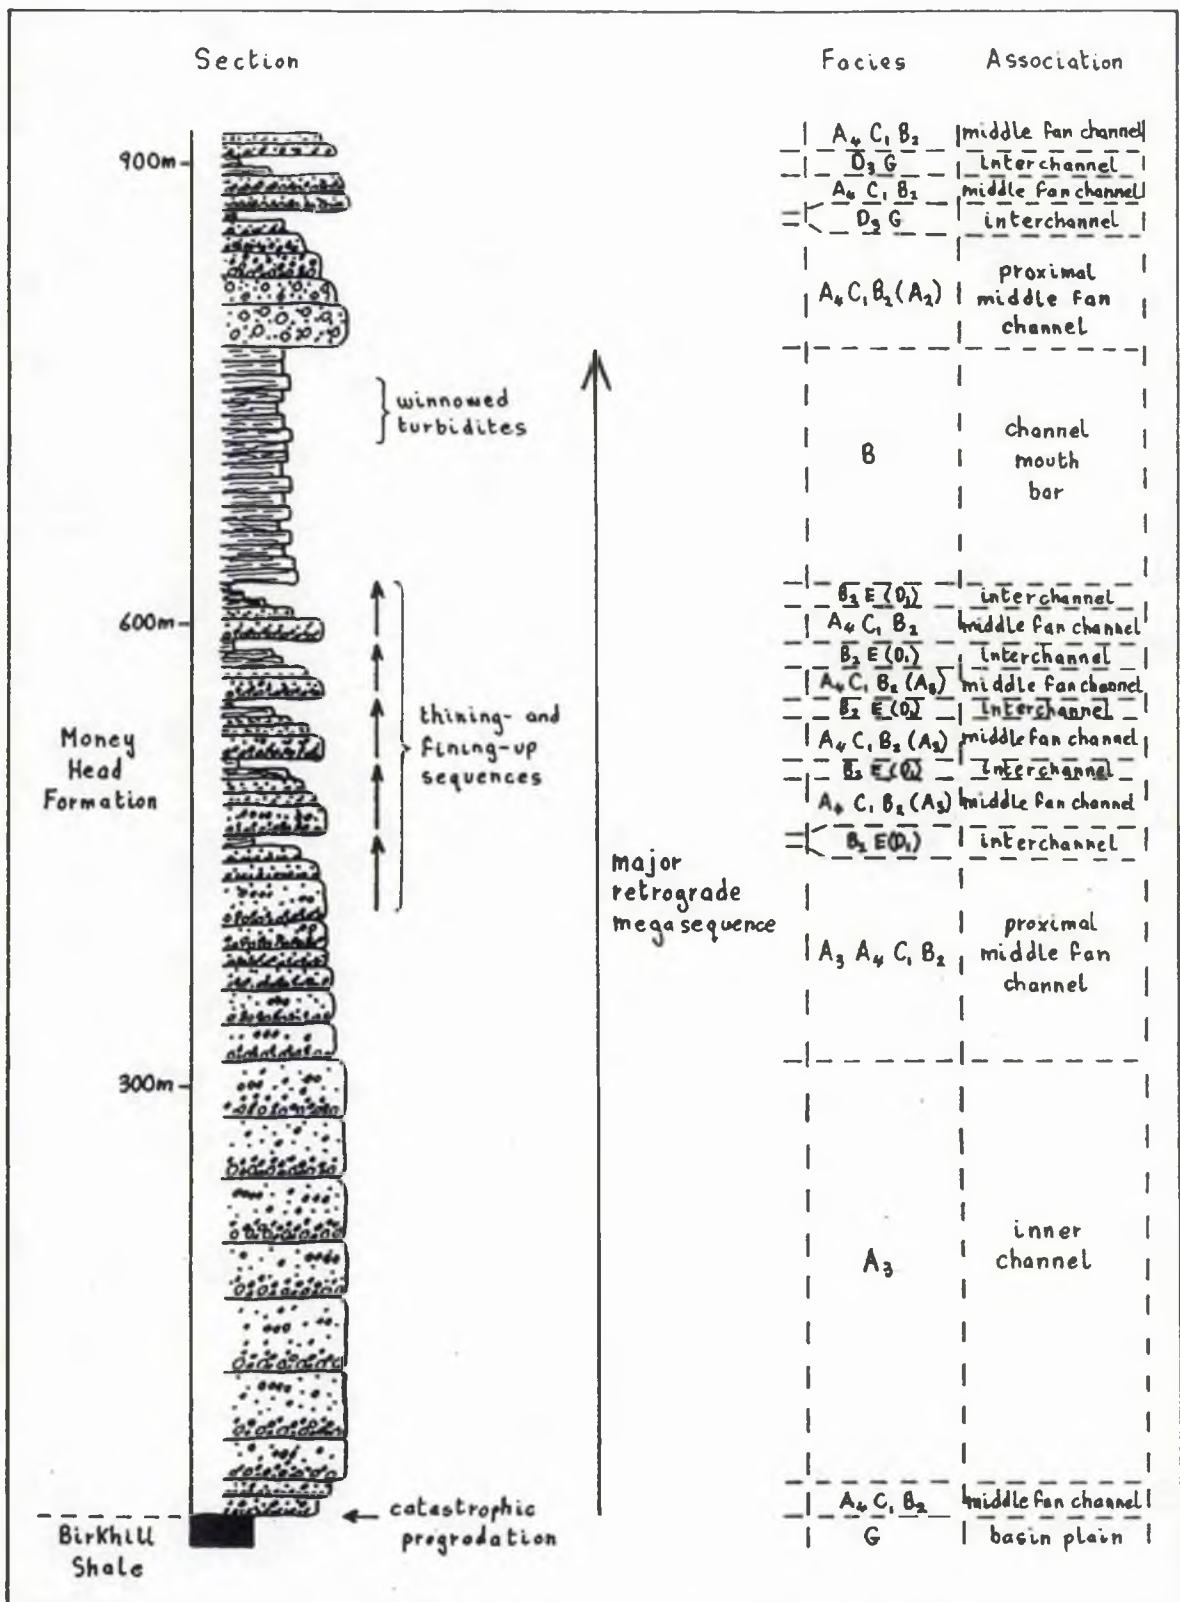 Section
Facies
Association
900m
600m
300m
Money
Head
Formation
Birkhill
Shale
winnowed
turbidites
thining- and
fining-up
sequences
major
retrograde
megasequence
catastrophic
progradation
A₄ C₁ B₂ middle fan channel
D₃ G interchannel
A₄ C₁ B₂ middle fan channel
D₃ G interchannel
A₄ C₁ B₂ (A₂)
proximal
middle fan
channel
B
channel
mouth
bar
B₂ E (D₁) interchannel
A₄ C₁ B₂ middle fan channel
B₂ E (D₁) interchannel
A₄ C₁ B₂ (A₃) middle fan channel
B₂ E (D₁) interchannel
A₄ C₁ B₂ (A₃) middle fan channel
B₂ E (D₁) interchannel
A₄ C₁ B₂ (A₃) middle fan channel
B₂ E (D₁) interchannel
A₃ A₄ C₁ B₂
proximal
middle fan
channel
A₃
inner
channel
A₄ C₁ B₂ middle fan channel
G basin plain